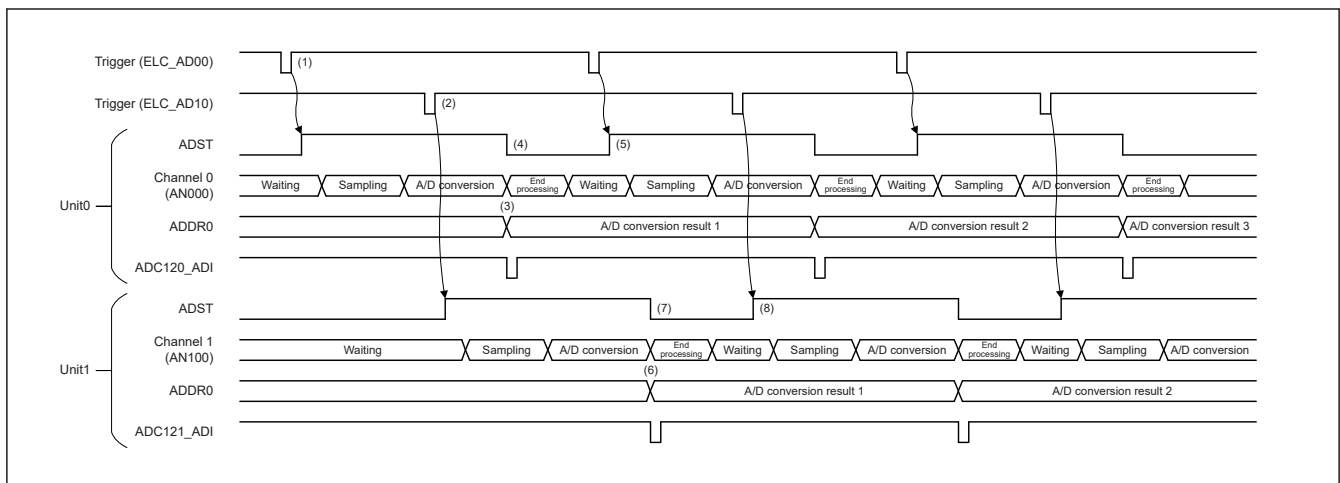 Trigger (ELC_AD00)
(1)
Trigger (ELC_AD10)
(2)
Unit0
ADST
(4)
(5)
Channel 0
(AN000)
Waiting
Sampling
A/D conversion
End
processing
Waiting
Sampling
A/D conversion
End
processing
Waiting
Sampling
A/D conversion
End
processing
(3)
ADDR0
A/D conversion result 1
A/D conversion result 2
A/D conversion result 3
ADC120_ADI
Unit1
ADST
(7)
(8)
Channel 1
(AN100)
Waiting
Sampling
A/D conversion
End
processing
Waiting
Sampling
A/D conversion
End
processing
Waiting
Sampling
A/D conversion
(6)
ADDR0
A/D conversion result 1
A/D conversion result 2
ADC121_ADI